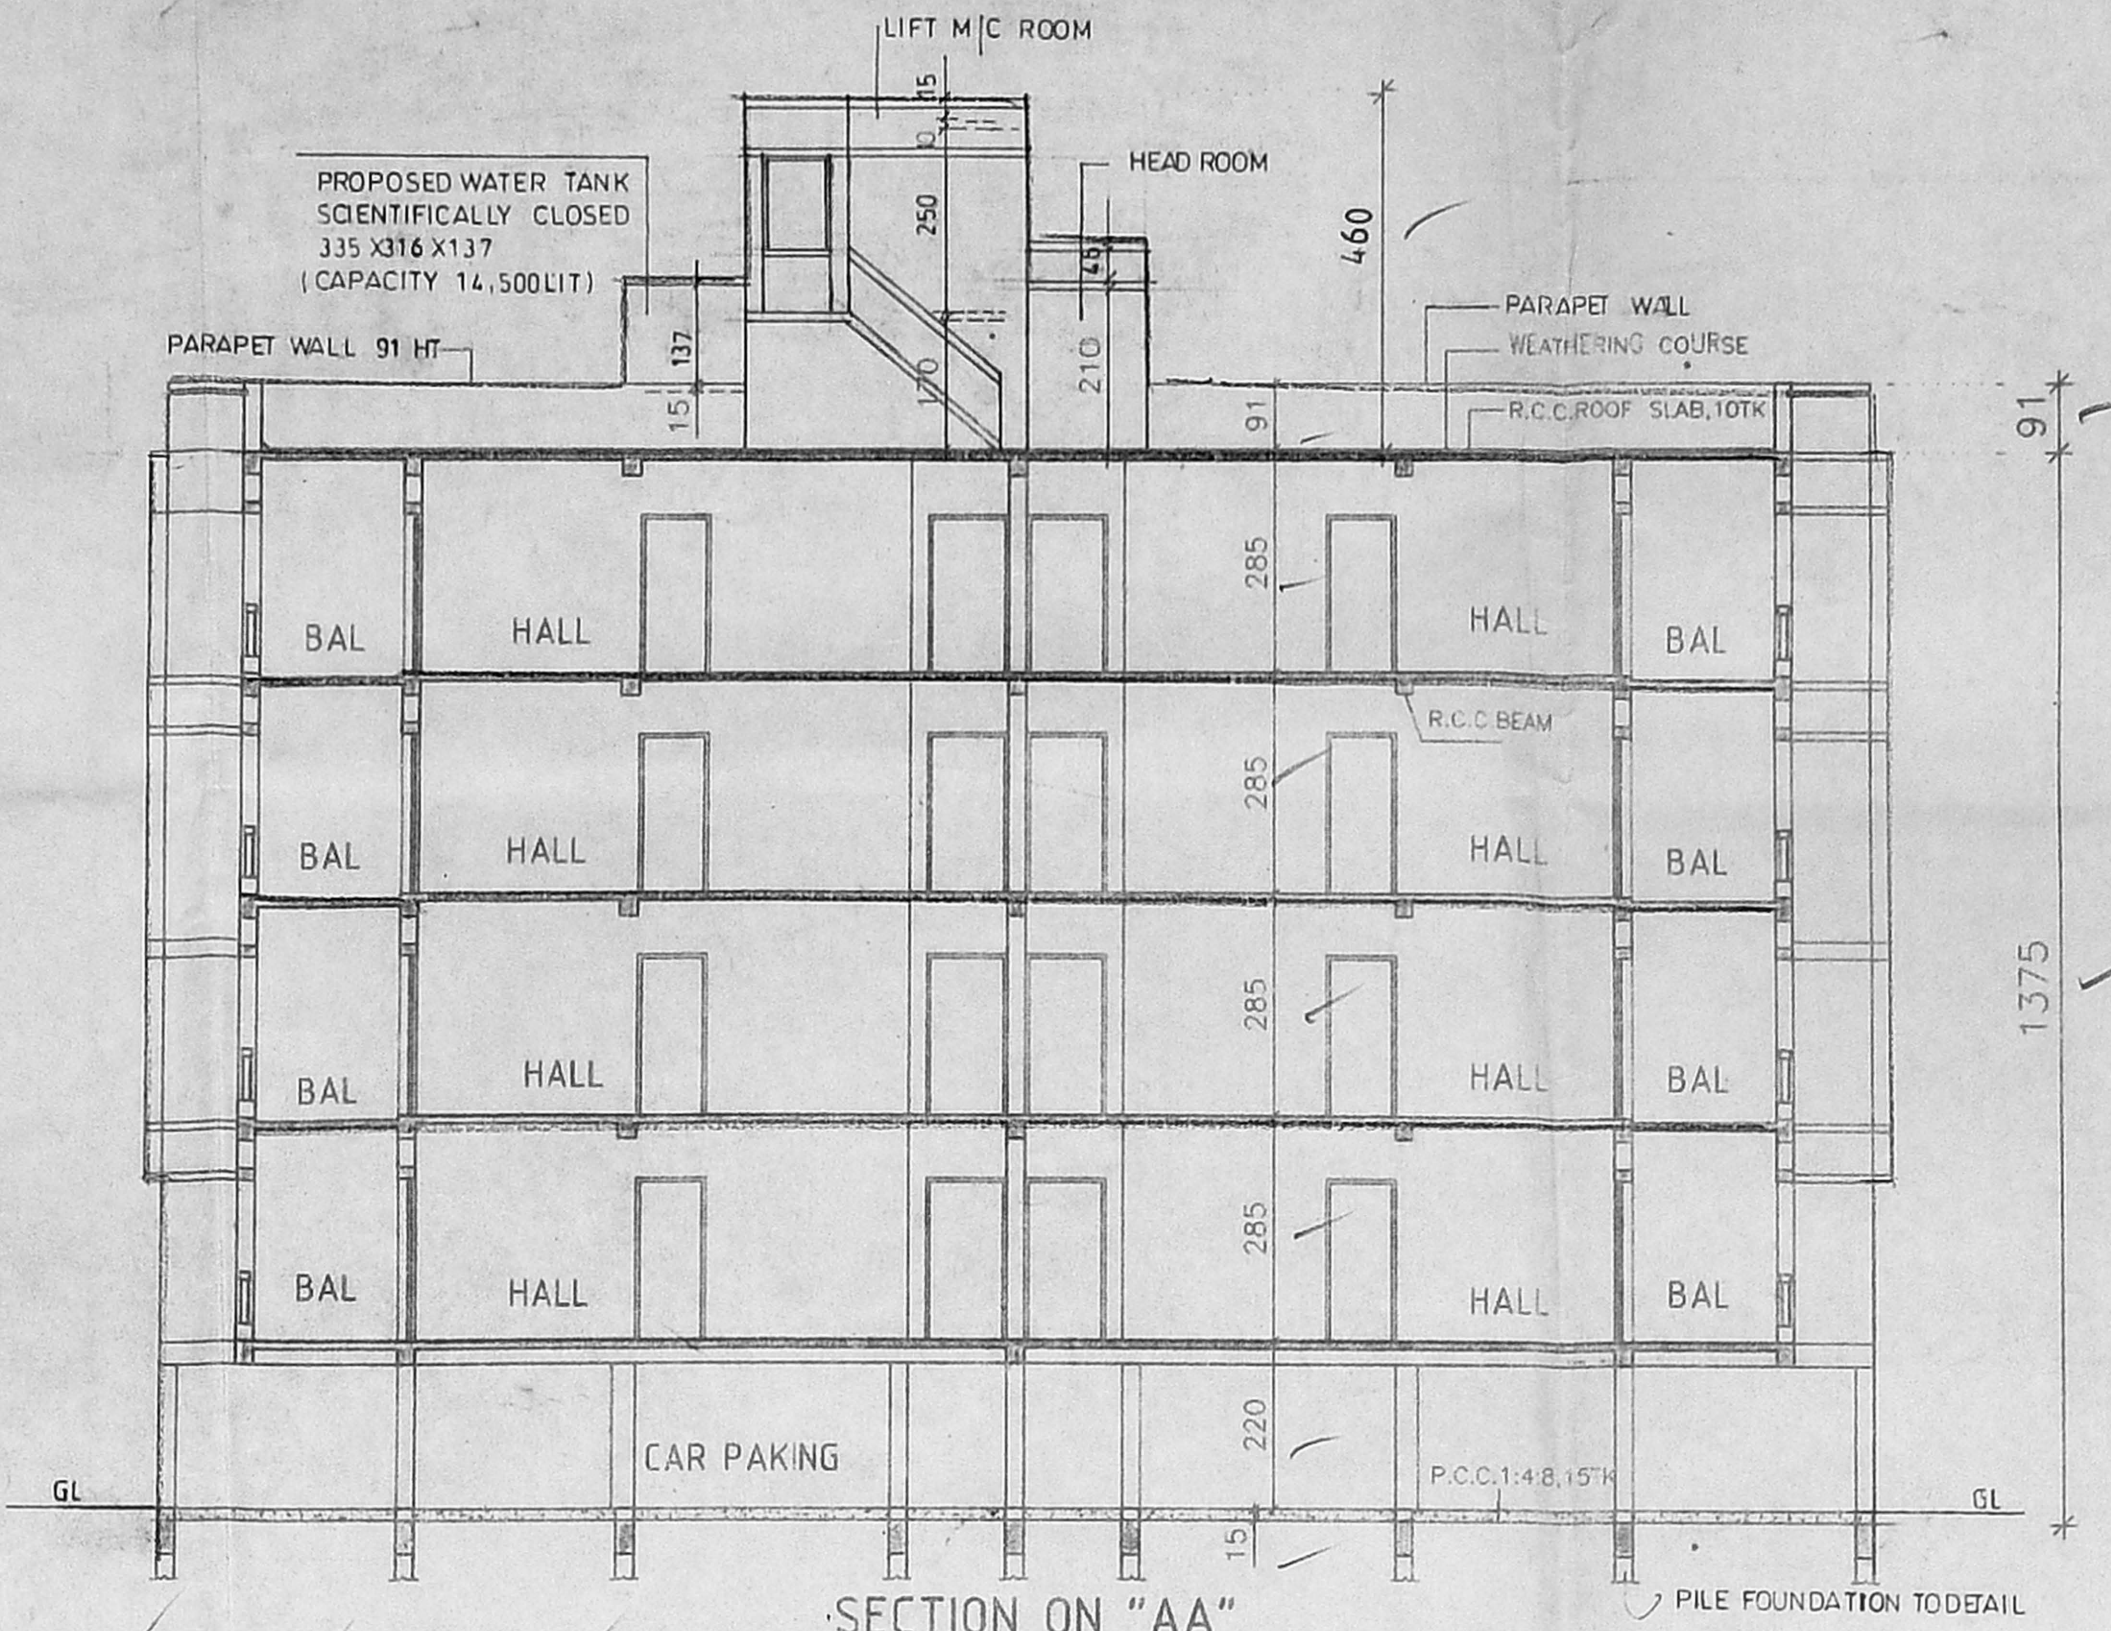 LIFT M/C ROOM
15
0
250
170
HEAD ROOM
45
210
460
PROPOSED WATER TANK
SCIENTIFICALLY CLOSED
335 X316 X137
(CAPACITY 14,500LIT)
PARAPET WALL 91 HT
137
15
PARAPET WALL
WEATHERING COURSE
R.C.C.ROOF SLAB,10TK
91
91
BAL HALL 285 HALL BAL
R.C.C.BEAM
BAL HALL 285 HALL BAL
BAL HALL 285 HALL BAL
1375
BAL HALL 285 HALL BAL
CAR PAKING
220
P.C.C.1:4:8,15TK
GL
GL
15
SECTION ON "AA"
PILE FOUNDATION TO DETAIL